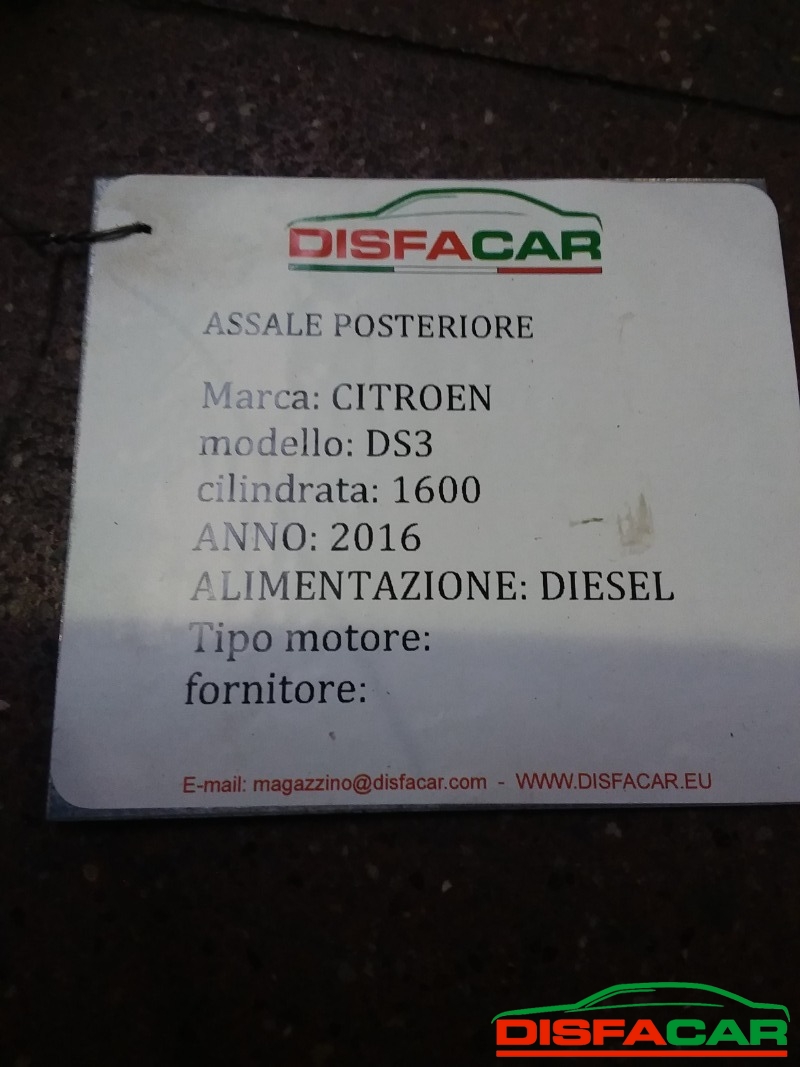 DISFACAR
ASSALE POSTERIORE
Marca: CITROEN
modello: DS3
cilindrata: 1600
ANNO: 2016
ALIMENTAZIONE: DIESEL
Tipo motore:
fornitore:
E-mail: magazzino@disfacar.com - WWW.DISFACAR.EU
DISFACAR